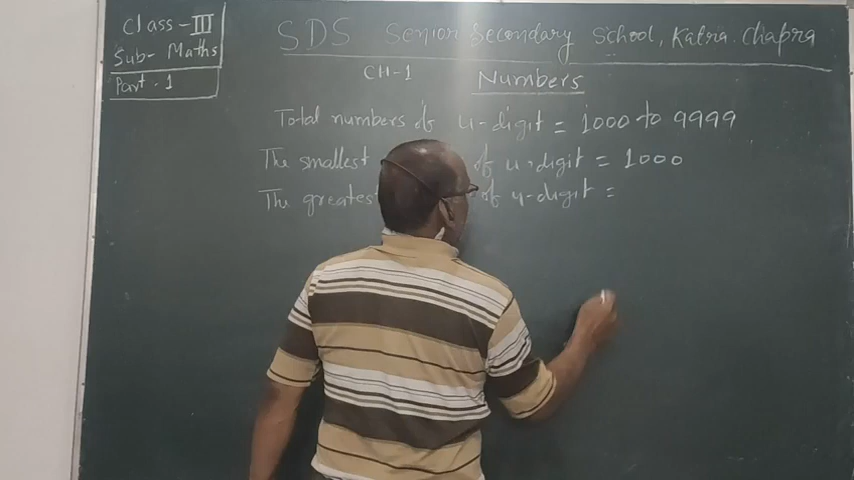 Class-III
Sub- Maths
Part-1
SDS Senior Secondary School, Katra Chapra
CH-1
Numbers
Total numbers of 4-digit = 1000 to 9999
The smallest of 4-digit = 1000
The greatest of 4-digit =